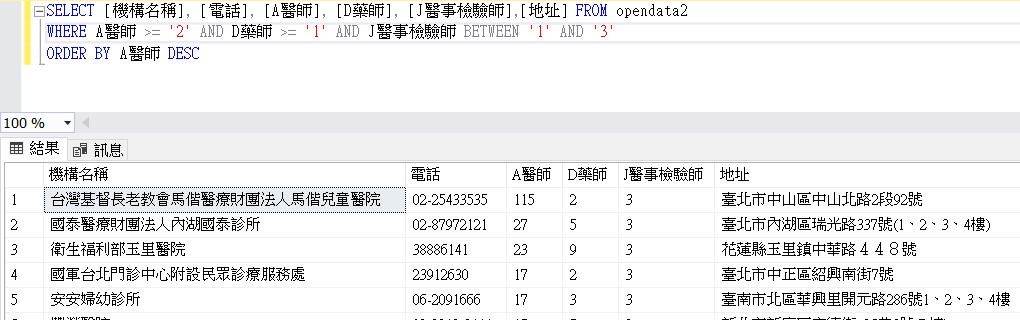 SELECT [機構名稱], [電話], [A醫師], [D藥師], [J醫事檢驗師],[地址] FROM opendata2
WHERE A醫師 >= '2' AND D藥師 >= '1' AND J醫事檢驗師 BETWEEN '1' AND '3'
ORDER BY A醫師 DESC
100 %
結果 訊息
機構名稱 電話 A醫師 D藥師 J醫事檢驗師 地址
1 台灣基督長老教會馬偕醫療財團法人馬偕兒童醫院 02-25433535 115 2 3 臺北市中山區中山北路2段92號
2 國泰醫療財團法人內湖國泰診所 02-87972121 27 5 3 臺北市內湖區瑞光路337號(1、2、3、4樓)
3 衛生福利部玉里醫院 38886141 23 9 3 花蓮縣玉里鎮中華路４４８號
4 國軍台北門診中心附設民眾診療服務處 23912630 17 2 3 臺北市中正區紹興南街7號
5 安安婦幼診所 06-2091666 17 3 3 臺南市北區華興里開元路286號1、2、3、4樓